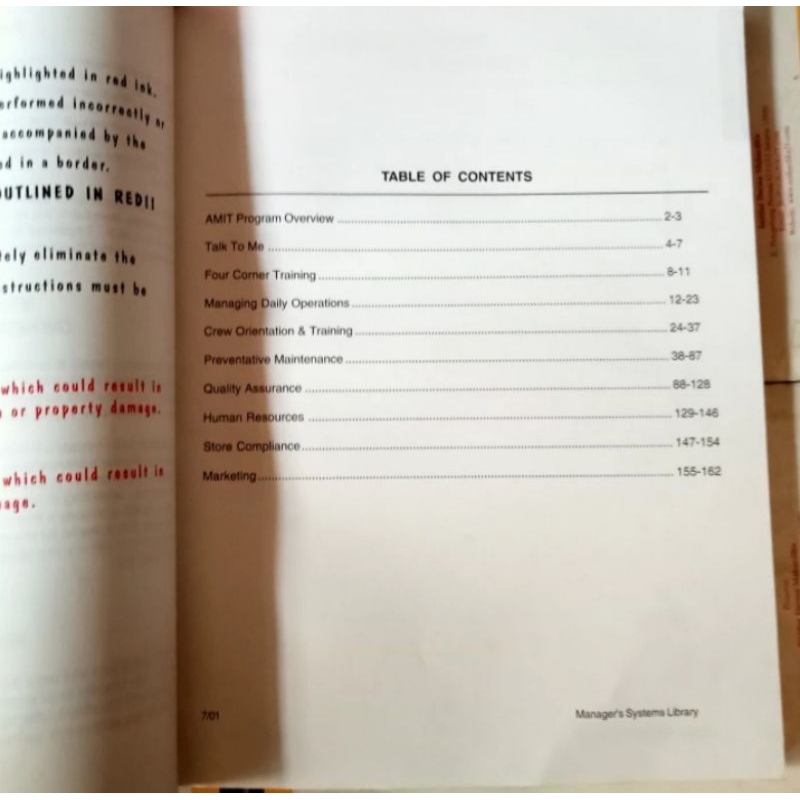 ighlighted in red ink.
erformed incorrectly or
accompanied by the
d in a border.
OUTLINED IN RED!!
tely eliminate the
structions must be
which could result in
or property damage.
which could result in
age.
TABLE OF CONTENTS
AMIT Program Overview 2-3
Talk To Me 4-7
Four Corner Training 8-11
Managing Daily Operations 12-23
Crew Orientation & Training 24-37
Preventative Maintenance 38-87
Quality Assurance 88-128
Human Resources 129-146
Store Compliance 147-154
Marketing 155-162
7/01
Manager's Systems Library